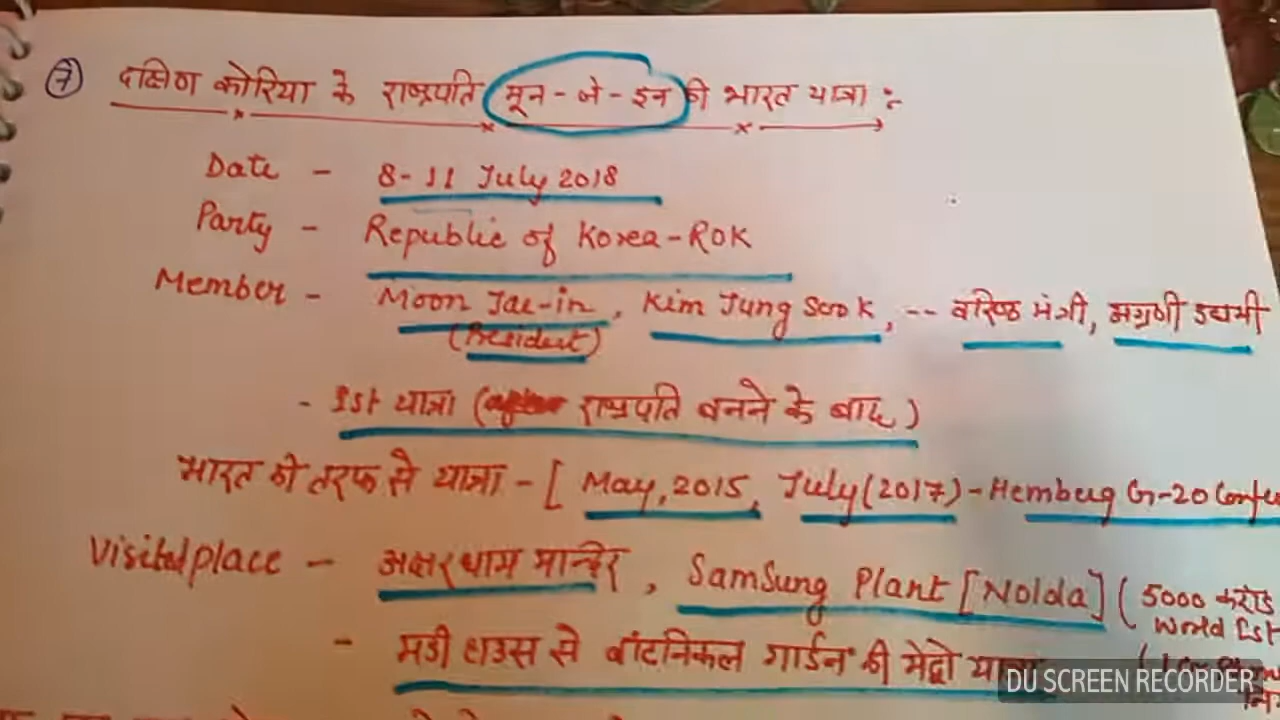 7 दक्षिण कोरिया के राष्ट्रपति मून-जे-इन की भारत यात्रा :-
Date - 8-11 July 2018
Party - Republic of Korea-ROK
Member - Moon Jae-in, Kim Jung Sook, -- वरिष्ठ मंत्री, अग्रणी उद्यमी
(President)
- 1st यात्रा ( राष्ट्रपति बनने के बाद)
भारत की तरफ से यात्रा - [ May, 2015, July (2017) - Hemberg G-20 Confe
Visited place - अक्षरधाम मन्दिर, Samsung Plant [Noida] ( 5000 करोड़
World 1st
- मंडी हाउस से बॉटनिकल गार्डन की मेट्रो
DU SCREEN RECORDER